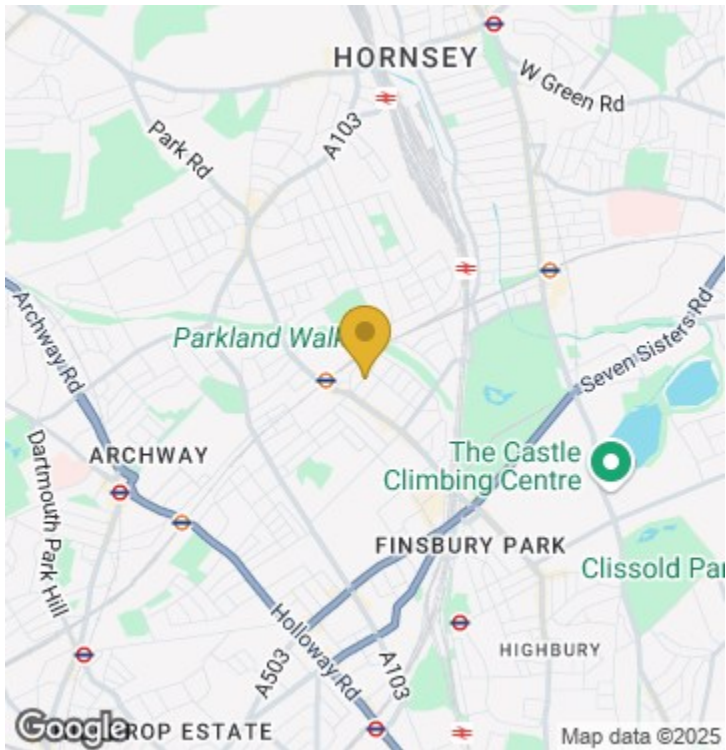 HORNSEY
W Green Rd
A103
Park Rd
Archway Rd
Parkland Walk
Seven Sisters Rd
ARCHWAY
The Castle
Climbing Centre
Dartmouth Park Hill
FINSBURY PARK
Clissold Par
Holloway Rd
HIGHBURY
A503
A103
Google
ROP ESTATE
Map data ©2025